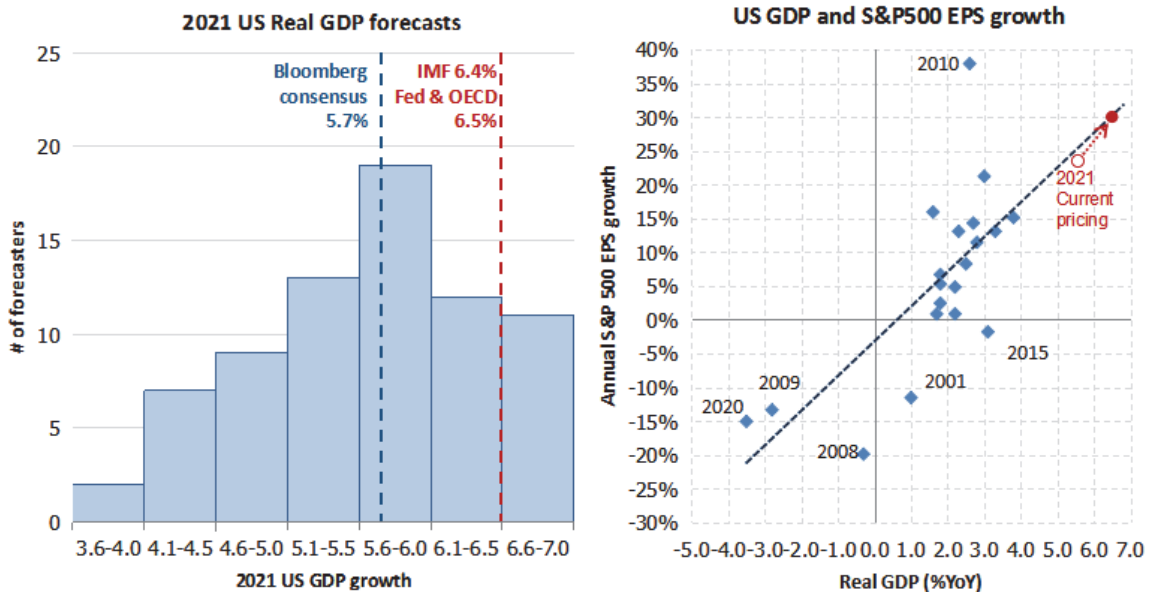 2021 US Real GDP forecasts
25
20
15
10
5
0
# of forecasters
Bloomberg
consensus
5.7%
IMF 6.4%
Fed & OECD
6.5%
3.6-4.0 4.1-4.5 4.6-5.0 5.1-5.5 5.6-6.0 6.1-6.5 6.6-7.0
2021 US GDP growth
US GDP and S&P500 EPS growth
40%
35%
30%
25%
20%
15%
10%
5%
0%
-5%
-10%
-15%
-20%
-25%
-30%
Annual S&P 500 EPS growth
2010
2021
Current
pricing
2015
2009
2001
2020
2008
-5.0 -4.0 -3.0 -2.0 -1.0 0.0 1.0 2.0 3.0 4.0 5.0 6.0 7.0
Real GDP (%YoY)